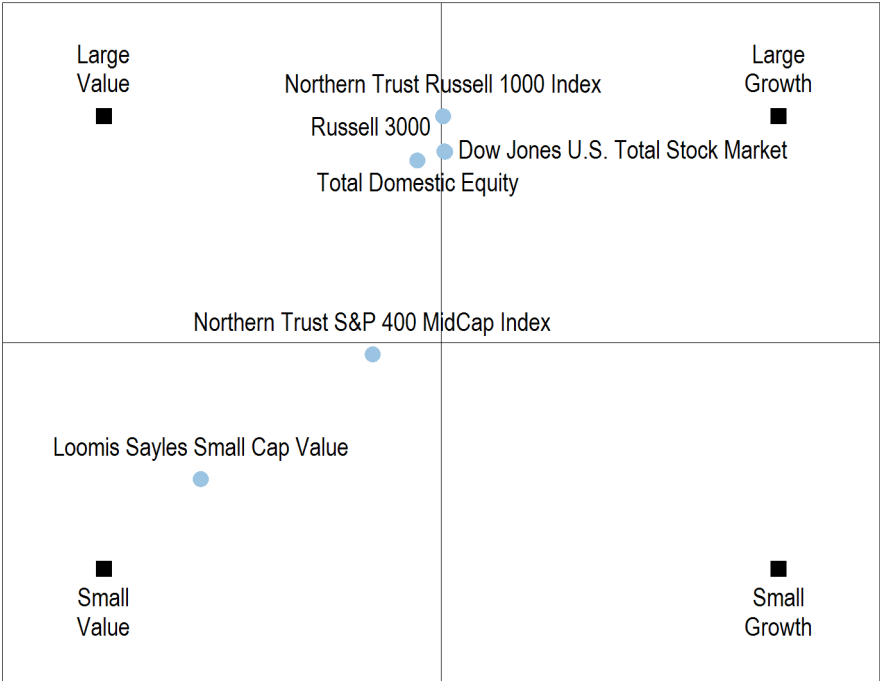 Large
Value
Large
Growth
Northern Trust Russell 1000 Index
Russell 3000
Dow Jones U.S. Total Stock Market
Total Domestic Equity
Northern Trust S&P 400 MidCap Index
Loomis Sayles Small Cap Value
Small
Value
Small
Growth